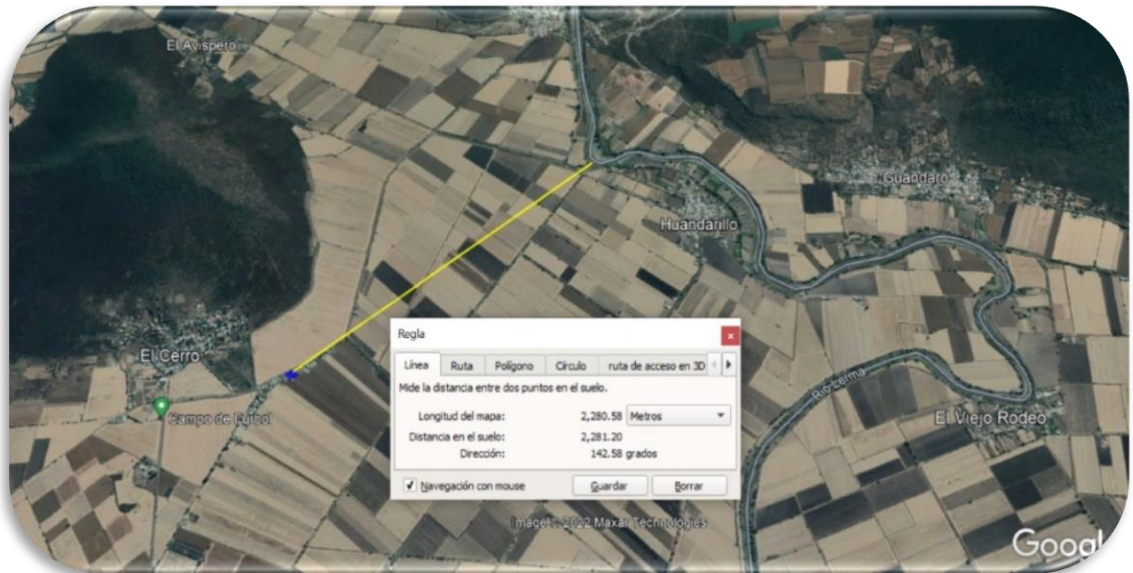 El Avispero
Guandaro
Huandarillo
El Cerro
Campo de Futbol
Río Lerma
El Viejo Rodeo
Regla
Línea Ruta Polígono Círculo ruta de acceso en 3D
Mide la distancia entre dos puntos en el suelo.
Longitud del mapa: 2,280.58 Metros
Distancia en el suelo: 2,281.20
Dirección: 142.58 grados
Navegación con mouse Guardar Borrar
Image © 2022 Maxar Technologies
Googl